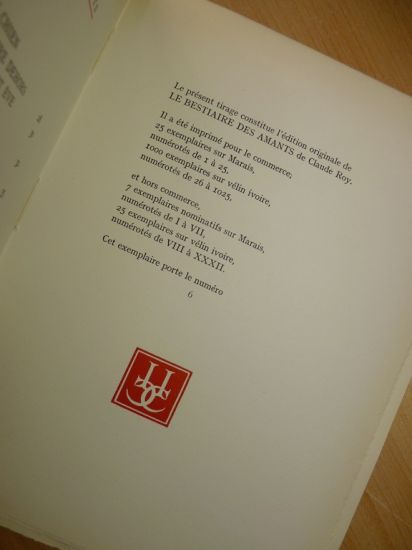 Le présent tirage constitue l'édition originale de
LE BESTIAIRE DES AMANTS de Claude Roy.
Il a été imprimé pour le commerce,
25 exemplaires sur Marais,
numérotés de 1 à 25,
1000 exemplaires sur vélin ivoire,
numérotés de 26 à 1025,
et hors commerce,
7 exemplaires nominatifs sur Marais,
numérotés de I à VII,
25 exemplaires sur vélin ivoire,
numérotés de VIII à XXXII.
Cet exemplaire porte le numéro
6